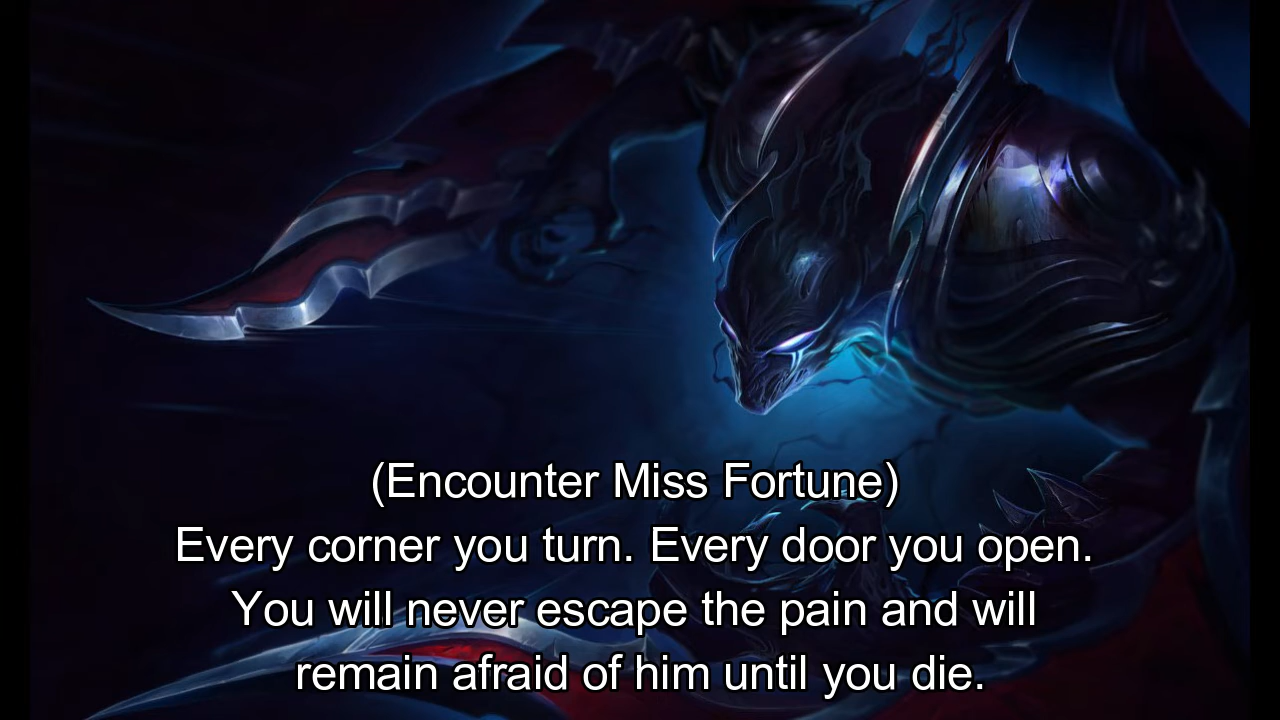 (Encounter Miss Fortune)
Every corner you turn. Every door you open.
You will never escape the pain and will
remain afraid of him until you die.